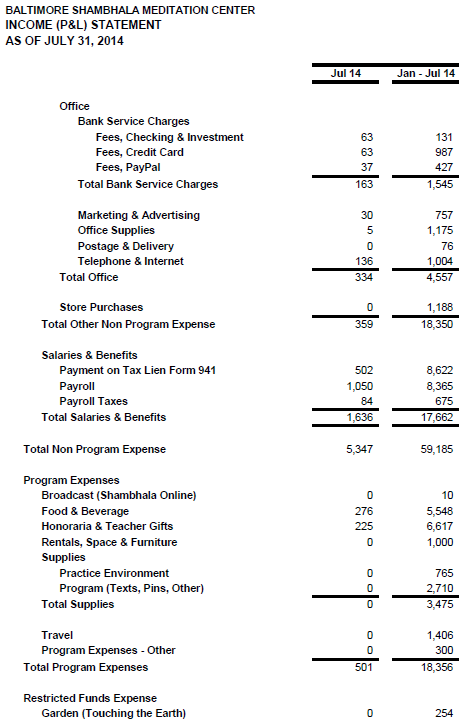 BALTIMORE SHAMBHALA MEDITATION CENTER
INCOME (P&L) STATEMENT
AS OF JULY 31, 2014
Jul 14 Jan - Jul 14
Office
Bank Service Charges
Fees, Checking & Investment 63 131
Fees, Credit Card 63 987
Fees, PayPal 37 427
Total Bank Service Charges 163 1,545
Marketing & Advertising 30 757
Office Supplies 5 1,175
Postage & Delivery 0 76
Telephone & Internet 136 1,004
Total Office 334 4,557
Store Purchases 0 1,188
Total Other Non Program Expense 359 18,350
Salaries & Benefits
Payment on Tax Lien Form 941 502 8,622
Payroll 1,050 8,365
Payroll Taxes 84 675
Total Salaries & Benefits 1,636 17,662
Total Non Program Expense 5,347 59,185
Program Expenses
Broadcast (Shambhala Online) 0 10
Food & Beverage 276 5,548
Honoraria & Teacher Gifts 225 6,617
Rentals, Space & Furniture 0 1,000
Supplies
Practice Environment 0 765
Program (Texts, Pins, Other) 0 2,710
Total Supplies 0 3,475
Travel 0 1,406
Program Expenses - Other 0 300
Total Program Expenses 501 18,356
Restricted Funds Expense
Garden (Touching the Earth) 0 254